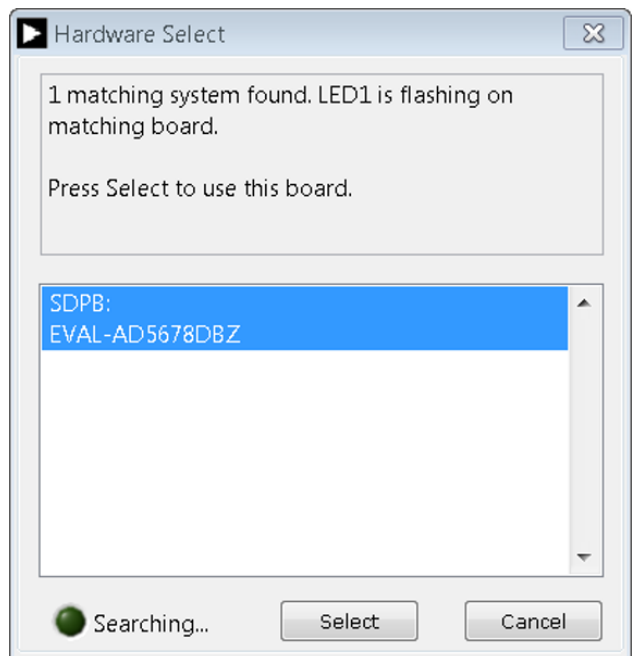 Hardware Select
1 matching system found. LED1 is flashing on
matching board.
Press Select to use this board.
SDPB:
EVAL-AD5678DBZ
Searching...
Select
Cancel